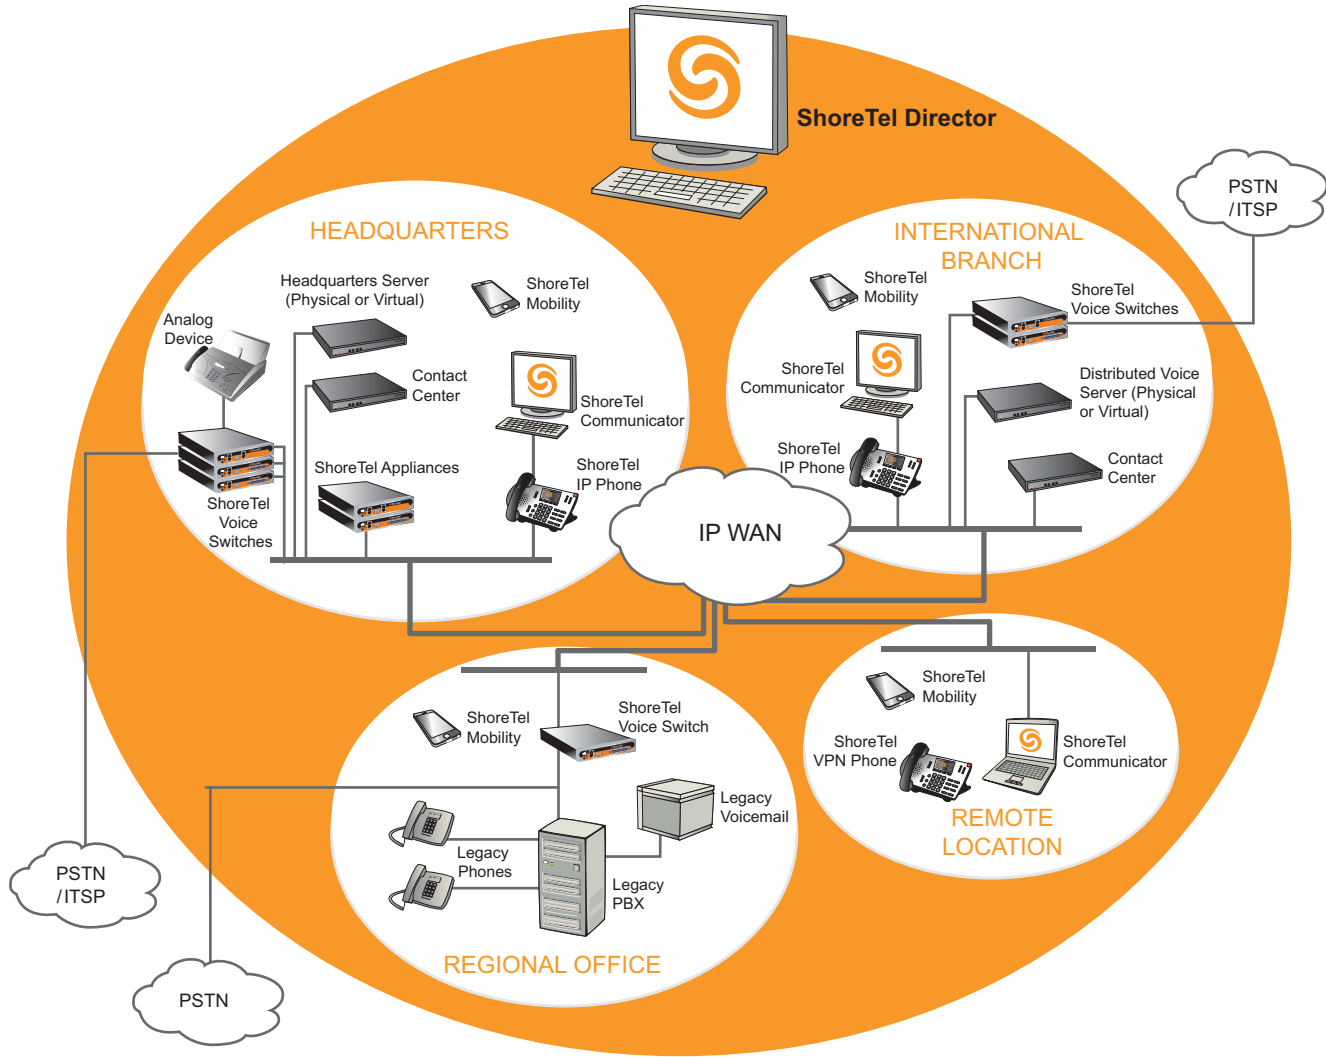 ShoreTel Director
PSTN
/ITSP
HEADQUARTERS
Headquarters Server
(Physical or Virtual)
ShoreTel
Mobility
Analog
Device
Contact
Center
ShoreTel
Communicator
ShoreTel Appliances
ShoreTel
IP Phone
ShoreTel
Voice
Switches
INTERNATIONAL
BRANCH
ShoreTel
Mobility
ShoreTel
Voice Switches
ShoreTel
Communicator
Distributed Voice
Server (Physical
or Virtual)
ShoreTel
IP Phone
Contact
Center
IP WAN
ShoreTel
Mobility
ShoreTel
Voice Switch
Legacy
Voicemail
Legacy
Phones
Legacy
PBX
REGIONAL OFFICE
ShoreTel
Mobility
ShoreTel
VPN Phone
ShoreTel
Communicator
REMOTE
LOCATION
PSTN
/ITSP
PSTN